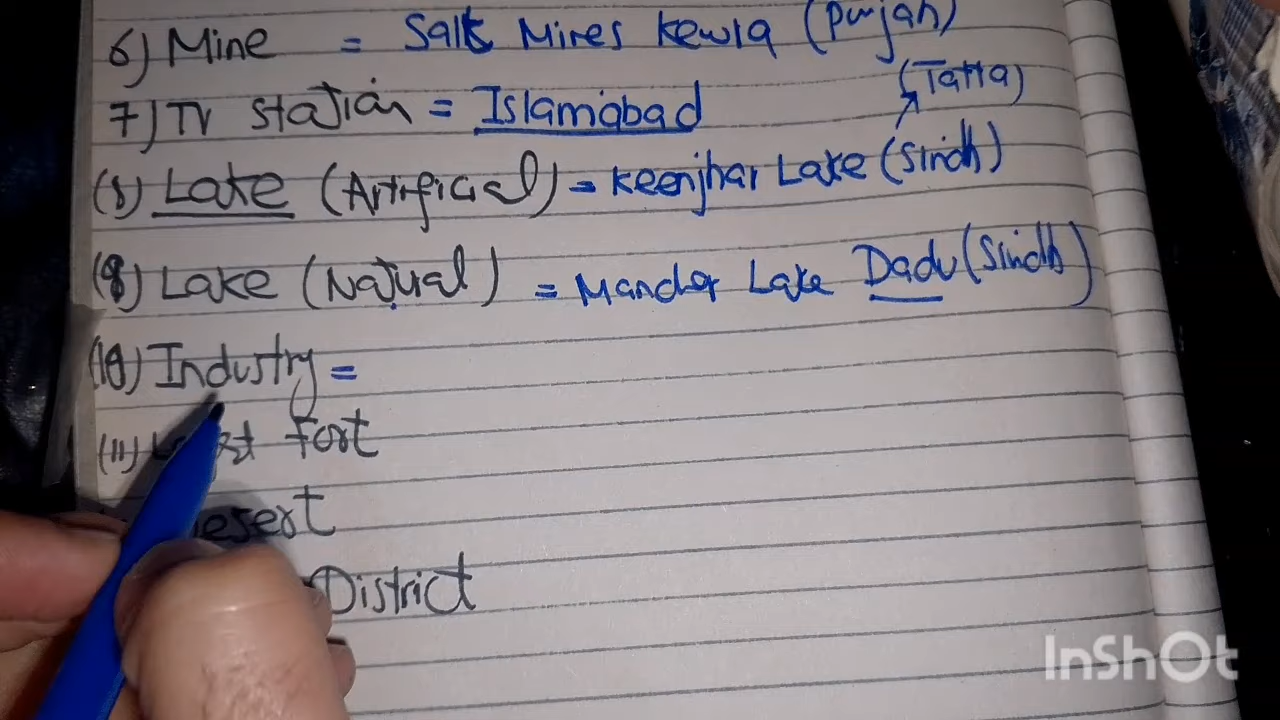 6) Mine = Salt Mines Kewra (Punjab)
(Tatta)
7) TV Station = Islamabad
(8) Lake (Artificial) = Keenjhar Lake (Sindh)
(9) Lake (Natural) = Manchar Lake Dadu (Sindh)
(10) Industry =
(11) Fort
Desert
District
InShOt